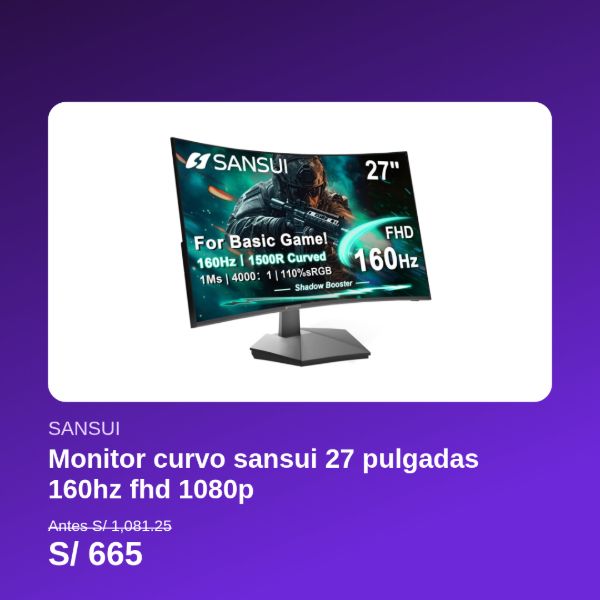 SANSUI
27"
For Basic Game!
FHD
160Hz | 1500R Curved
160Hz
1Ms | 4000：1 | 110%sRGB
Shadow Booster
SANSUI
Monitor curvo sansui 27 pulgadas
160hz fhd 1080p
Antes S/ 1,081.25
S/ 665